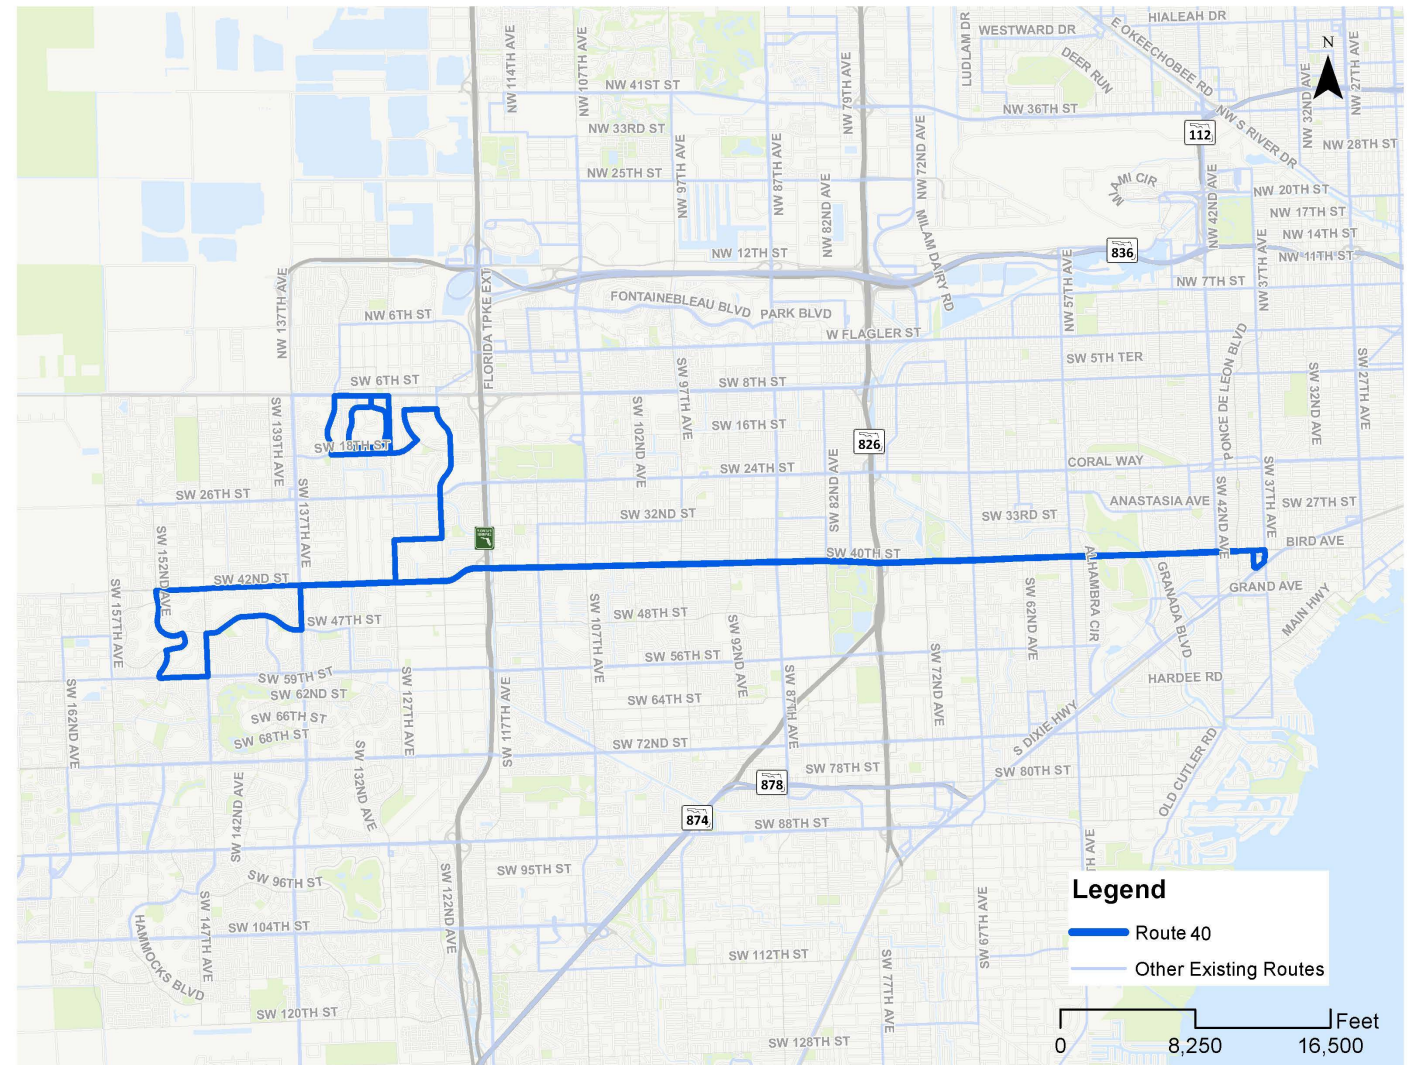 HIALEAH DR
WESTWARD DR
LUDLAM DR
E OKEECHOBEE RD
DEER RUN
N
NW 114TH AVE
NW 107TH AVE
NW 41ST ST
NW 79TH AVE
NW 36TH ST
NW 32ND AVE
NW 27TH AVE
NW S RIVER DR
112
NW 33RD ST
NW 97TH AVE
NW 87TH AVE
NW 72ND AVE
NW 28TH ST
NW 25TH ST
NW 82ND AVE
MIAMI CIR
NW 42ND AVE
NW 20TH ST
NW 17TH ST
NW 14TH ST
NW 11TH ST
MILAM DAIRY RD
NW 12TH ST
836
NW 57TH AVE
NW 37TH AVE
NW 7TH ST
NW 137TH AVE
FLORIDA TPKE EXT
NW 6TH ST
FONTAINEBLEAU BLVD
PARK BLVD
W FLAGLER ST
SW 5TH TER
PONCE DE LEON BLVD
SW 6TH ST
SW 97TH AVE
SW 8TH ST
SW 32ND AVE
SW 27TH AVE
SW 139TH AVE
SW 102ND AVE
SW 16TH ST
SW 18TH ST
826
SW 24TH ST
SW 82ND AVE
CORAL WAY
SW 37TH AVE
SW 26TH ST
SW 137TH AVE
ANASTASIA AVE
SW 42ND AVE
SW 27TH ST
SW 32ND ST
SW 33RD ST
SW 152ND AVE
SW 40TH ST
BIRD AVE
SW 42ND ST
SW 157TH AVE
ALHAMBRA CIR
GRANADA BLVD
GRAND AVE
MAIN HWY
SW 47TH ST
SW 107TH AVE
SW 48TH ST
SW 92ND AVE
SW 62ND AVE
SW 56TH ST
SW 72ND AVE
HARDEE RD
SW 59TH ST
SW 62ND ST
SW 162ND AVE
SW 127TH AVE
SW 117TH AVE
SW 64TH ST
SW 87TH AVE
SW 66TH ST
SW 68TH ST
SW 72ND ST
S DIXIE HWY
OLD CUTLER RD
SW 142ND AVE
SW 132ND AVE
SW 78TH ST
878
SW 80TH ST
874
SW 88TH ST
TH AVE
SW 96TH ST
SW 95TH ST
SW 122ND AVE
SW 147TH AVE
HAMMOCKS BLVD
SW 104TH ST
SW 67TH AVE
SW 112TH ST
SW 77TH AVE
SW 120TH ST
SW 128TH ST
Legend
Route 40
Other Existing Routes
Feet
0 8,250 16,500